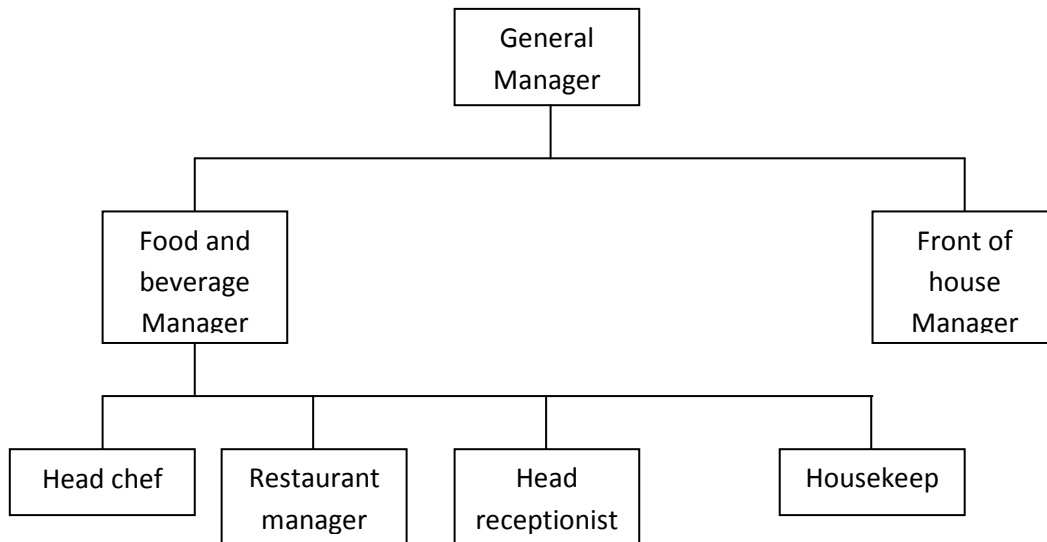 General
Manager
Food and
beverage
Manager
Front of
house
Manager
Head chef
Restaurant
manager
Head
receptionist
Housekeep